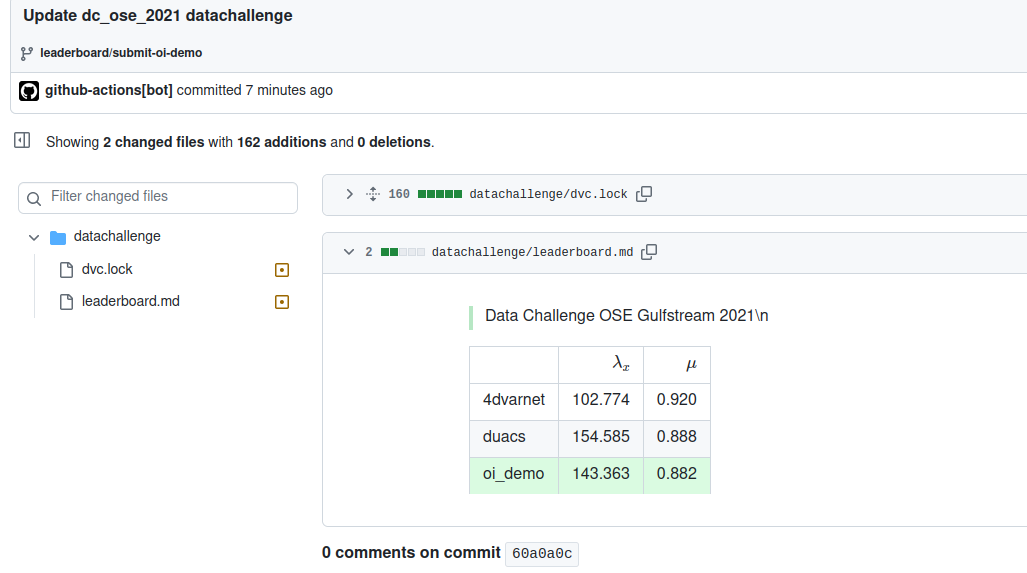 Update dc_ose_2021 datachallenge
leaderboard/submit-oi-demo
github-actions[bot] committed 7 minutes ago
Showing 2 changed files with 162 additions and 0 deletions.
Filter changed files
datachallenge
dvc.lock
leaderboard.md
160 datachallenge/dvc.lock
2 datachallenge/leaderboard.md
Data Challenge OSE Gulfstream 2021\n
λx μ
4dvarnet 102.774 0.920
duacs 154.585 0.888
oi_demo 143.363 0.882
0 comments on commit 60a0a0c